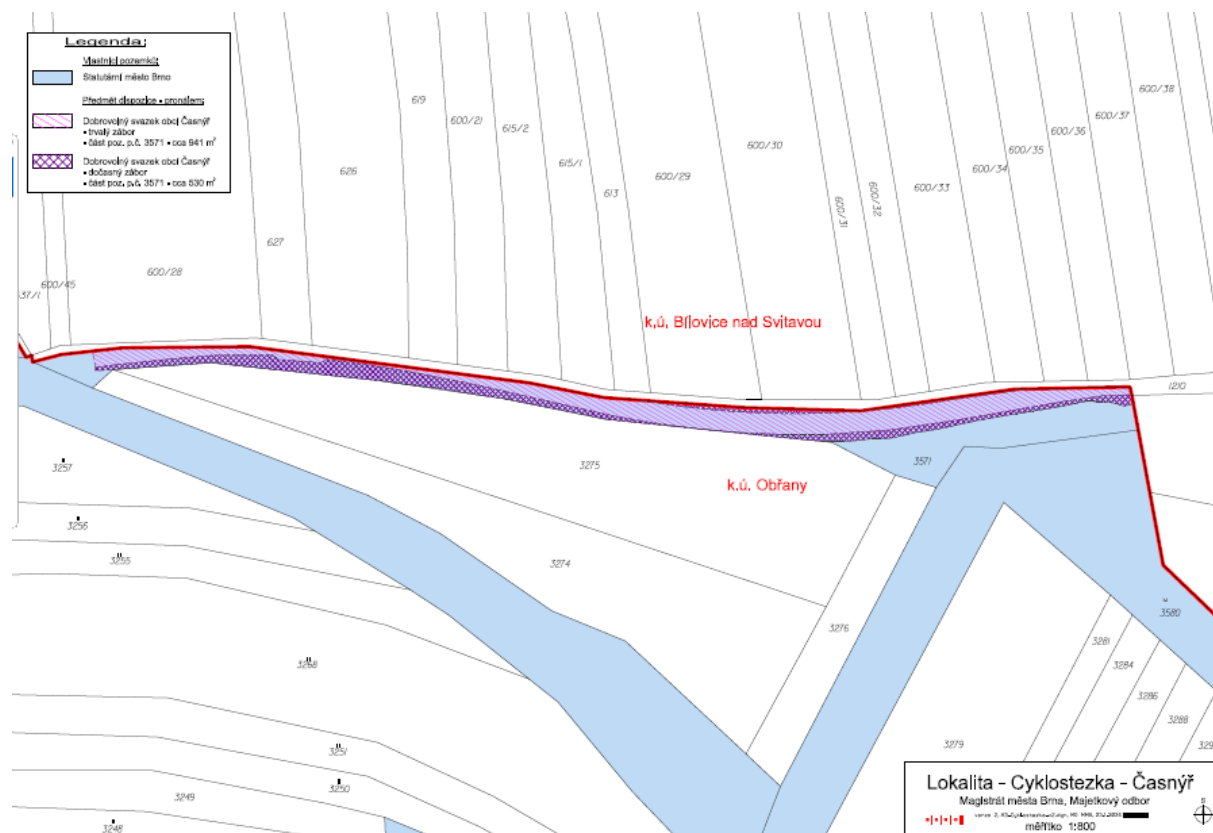 Legenda:
Vlastníci pozemků:
Statutární město Brno
Předmět dispozice - pronájem:
Dobrovolný svazek obcí Časnýř
- trvalý zábor
- část poz. p.č. 3571 - cca 941 m²
Dobrovolný svazek obcí Časnýř
- dočasný zábor
- část poz. p.č. 3571 - cca 530 m²
600/38
600/37
619
600/36
600/21
615/2
600/35
600/30
615/1
600/34
626
600/29
600/33
613
600/32
600/31
627
600/28
600/45
37/1
k.ú. Bílovice nad Svitavou
1210
3257
3275
3571
k.ú. Obřany
3256
3255
3274
3580
3276
3281
3284
3268
3286
3288
329
3251
3279
3250
3249
3248
Lokalita - Cyklostezka - Časnýř
Magistrát města Brna, Majetkový odbor
měřítko 1:800